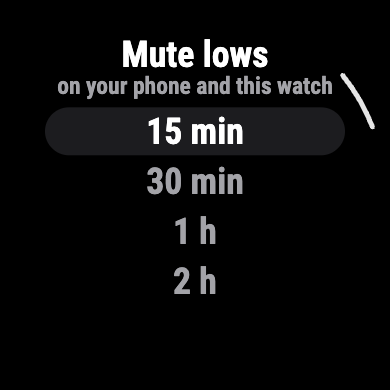 Mute lows
on your phone and this watch
15 min
30 min
1 h
2 h